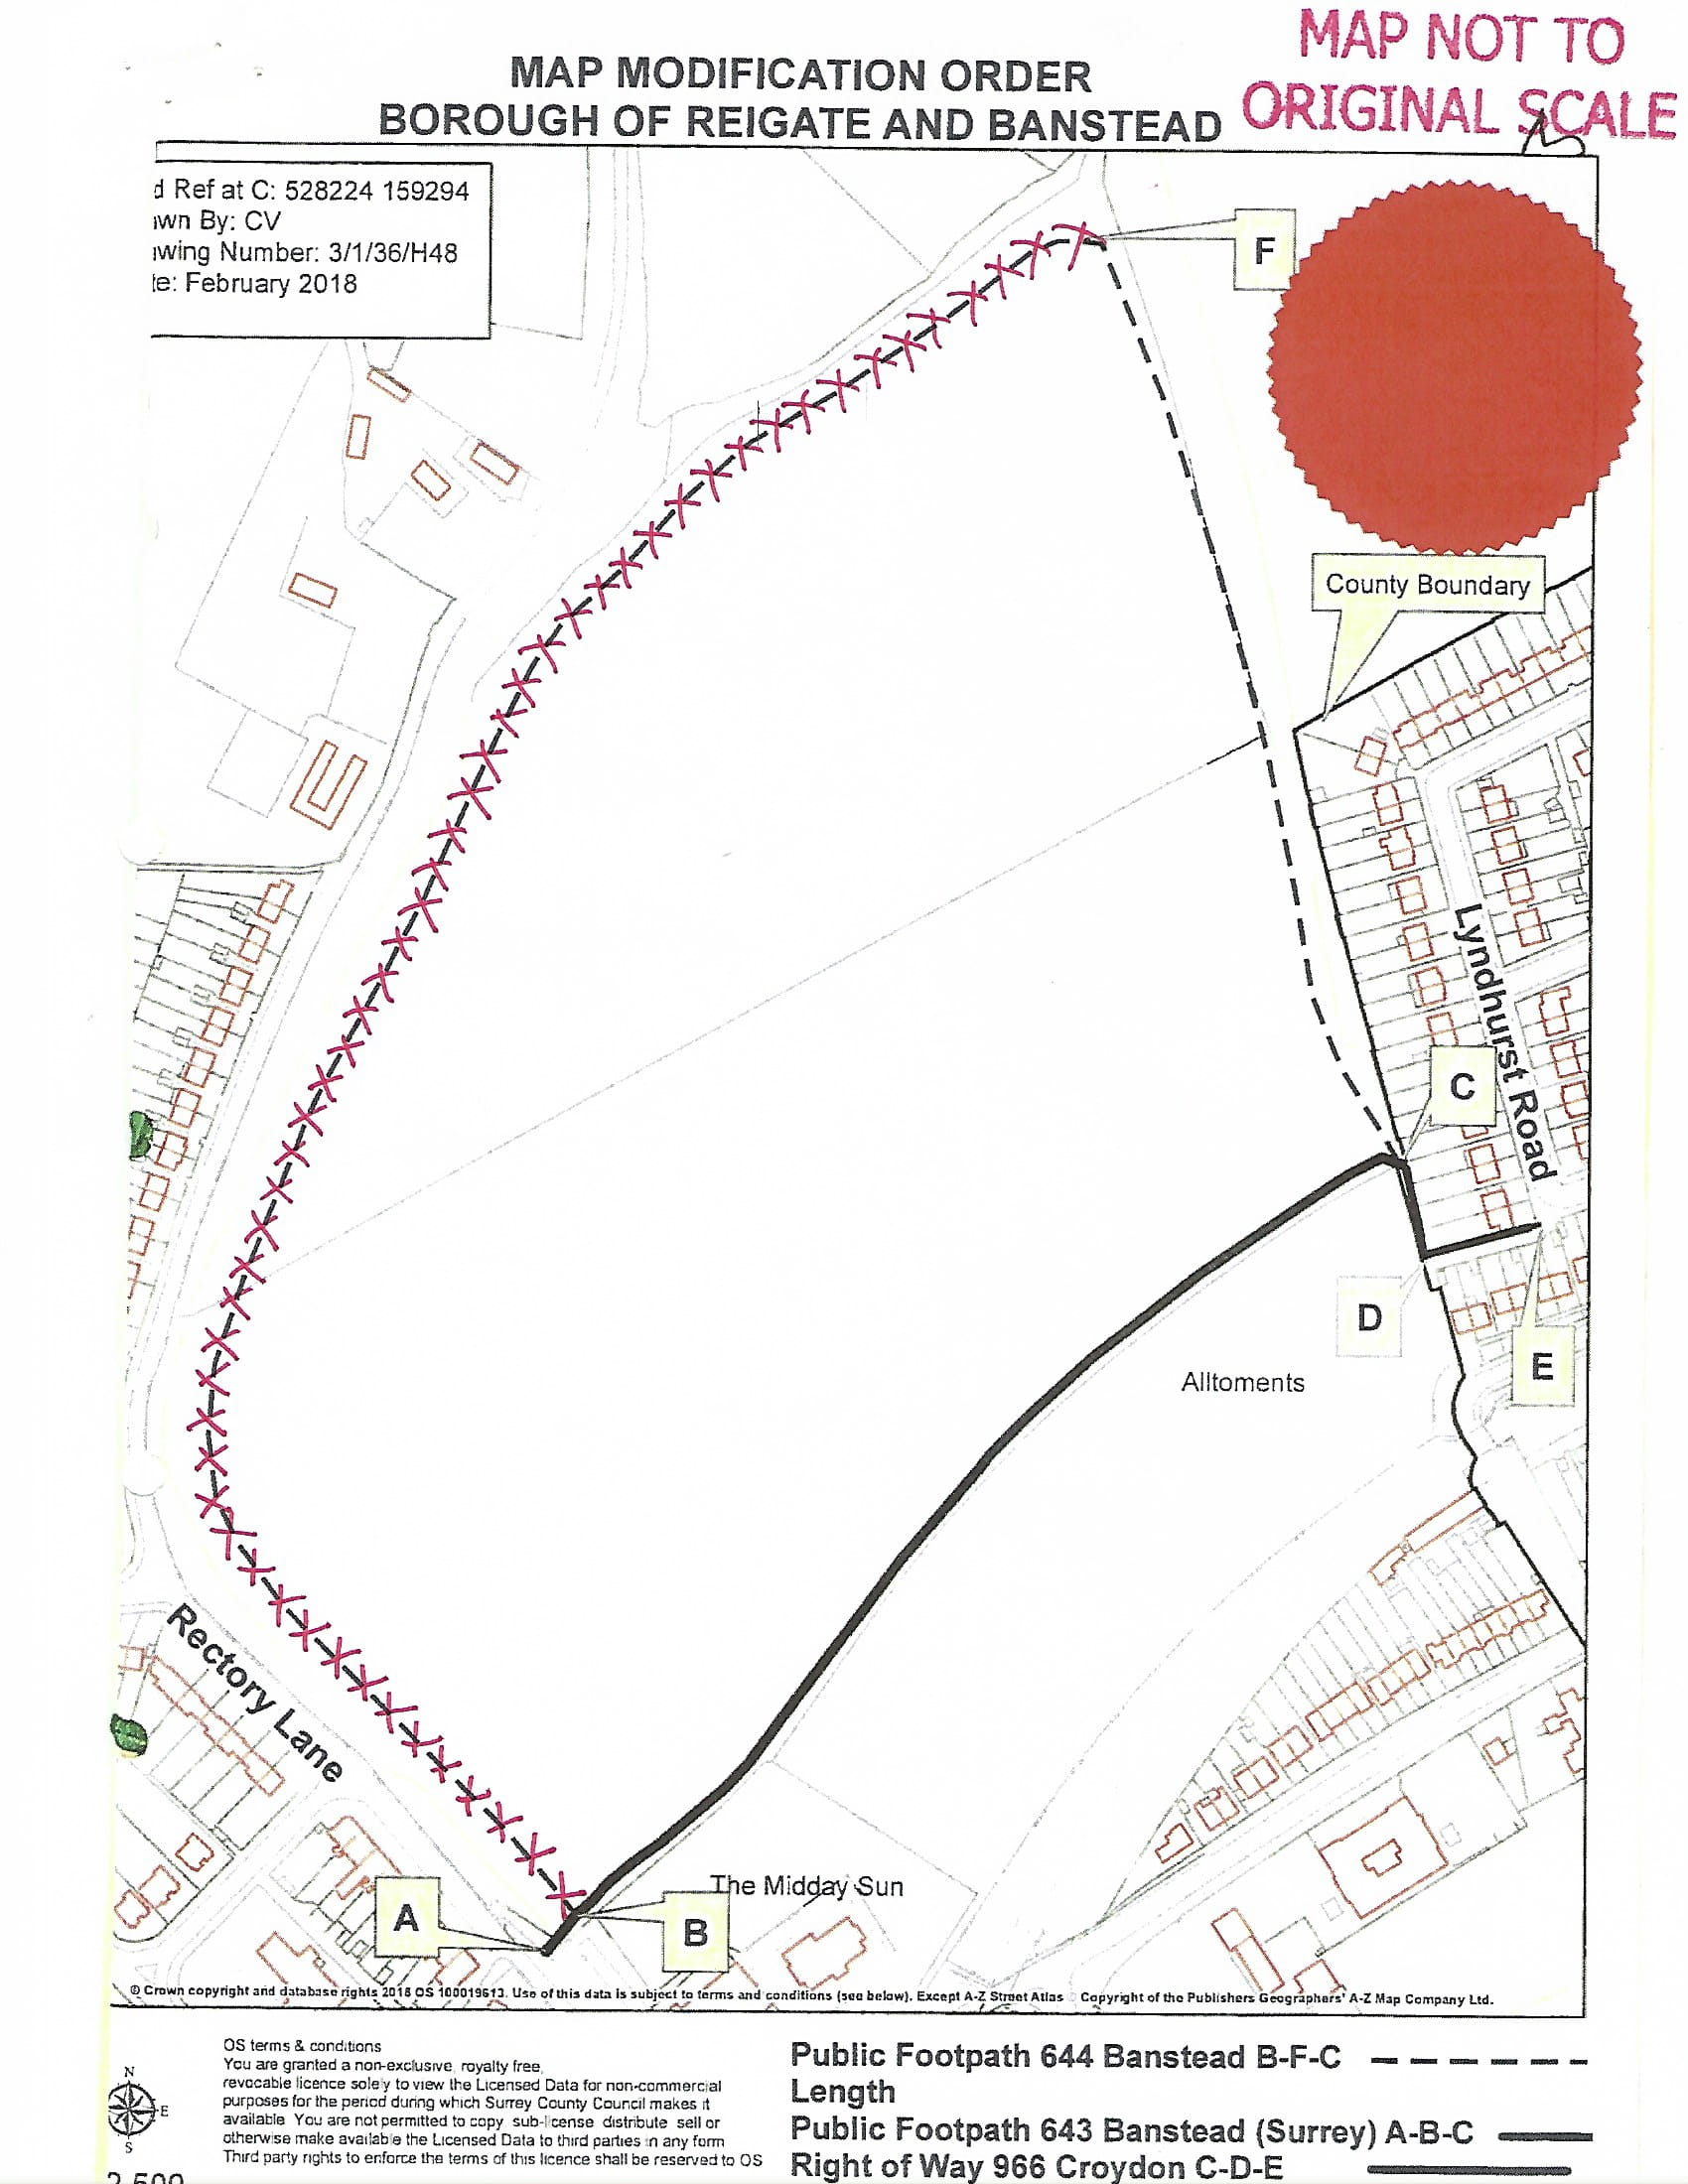 MAP NOT TO
ORIGINAL SCALE
MAP MODIFICATION ORDER
BOROUGH OF REIGATE AND BANSTEAD
d Ref at C: 528224 159294
wn By: CV
wing Number: 3/1/36/H48
te: February 2018
F
County Boundary
Lyndhurst Road
C
D
E
Alltoments
Rectory Lane
The Midday Sun
A
B
© Crown copyright and database rights 2018 OS 100019613. Use of this data is subject to terms and conditions (see below). Except A-Z Street Atlas © Copyright of the Publishers Geographers' A-Z Map Company Ltd.
OS terms & conditions
You are granted a non-exclusive, royalty free,
revocable licence solely to view the Licensed Data for non-commercial
purposes for the period during which Surrey County Council makes it
available You are not permitted to copy sub-license distribute sell or
otherwise make available the Licensed Data to third parties in any form
Third party rights to enforce the terms of this licence shall be reserved to OS
N
E
S
Public Footpath 644 Banstead B-F-C
Length
Public Footpath 643 Banstead (Surrey) A-B-C
Right of Way 966 Croydon C-D-E